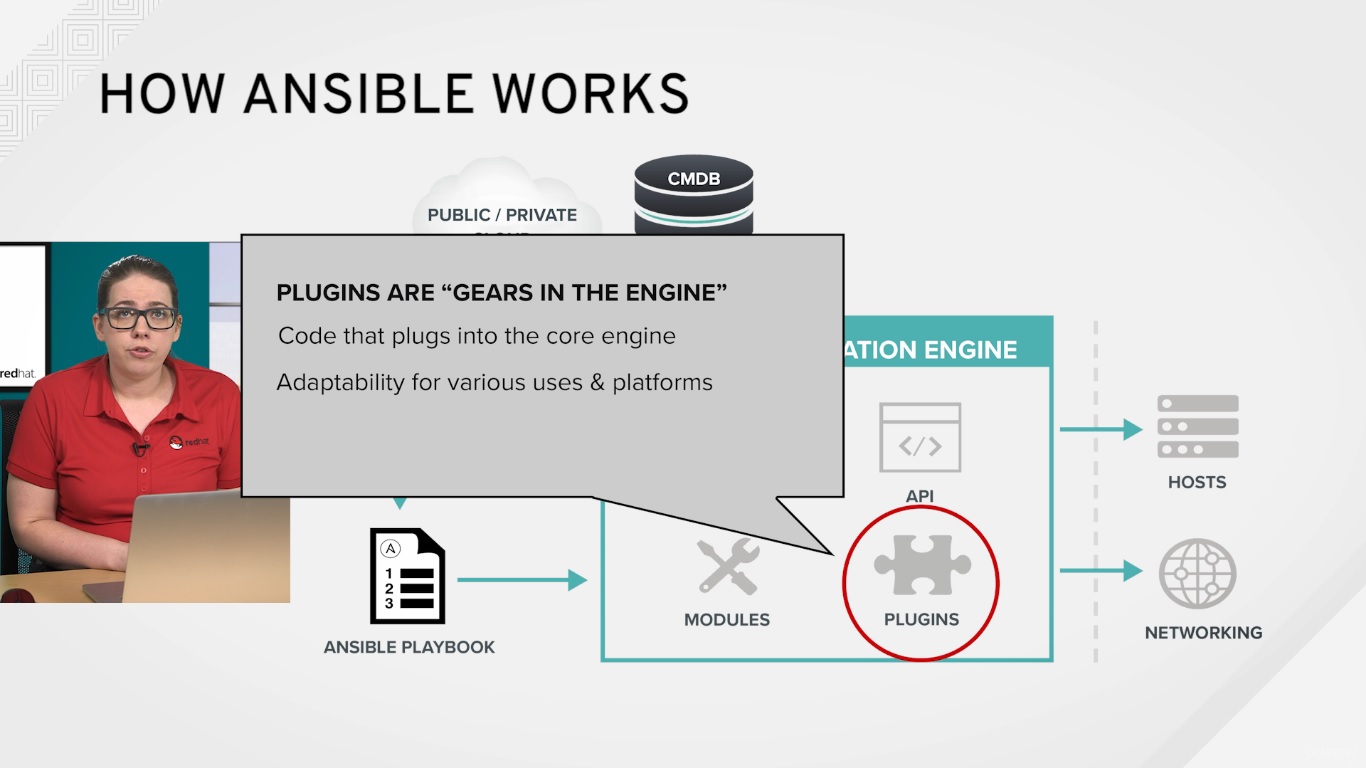 HOW ANSIBLE WORKS
CMDB
PUBLIC / PRIVATE
CLOUD
PLUGINS ARE “GEARS IN THE ENGINE”
Code that plugs into the core engine
Adaptability for various uses & platforms
ATION ENGINE
redhat.
redhat
</>
API
HOSTS
A
1
2
3
MODULES
PLUGINS
ANSIBLE PLAYBOOK
NETWORKING